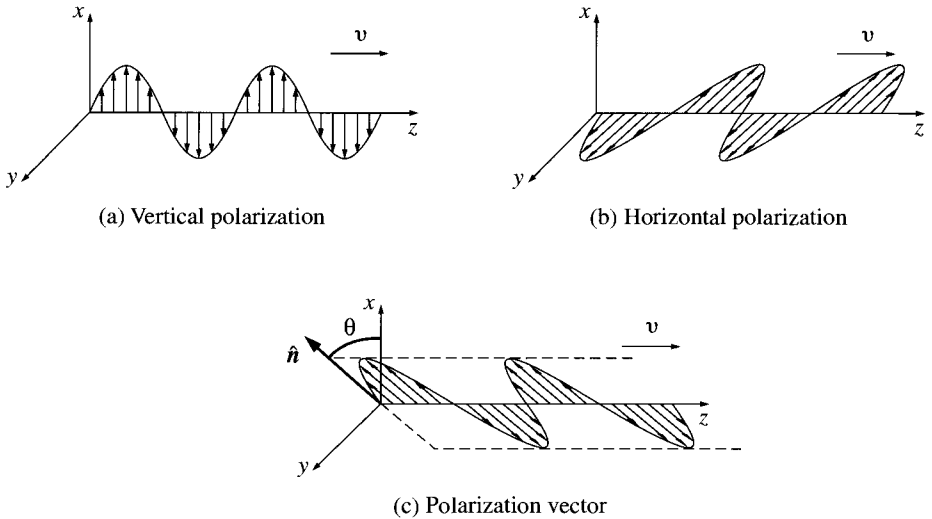 x
v
z
y
(a) Vertical polarization
x
v
z
y
(b) Horizontal polarization
x
θ
n̂
v
z
y
(c) Polarization vector